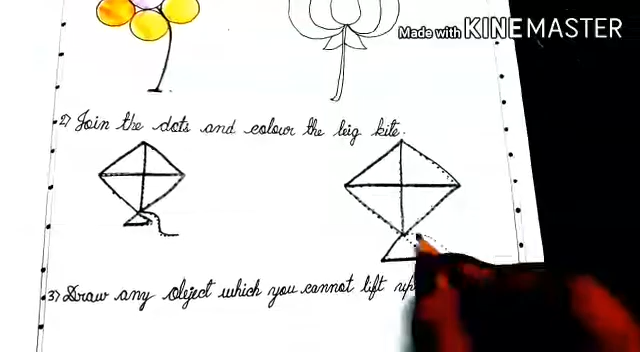 Made with KINEMASTER
2) Join the dots and colour the big kite.
3) Draw any object which you cannot lift up